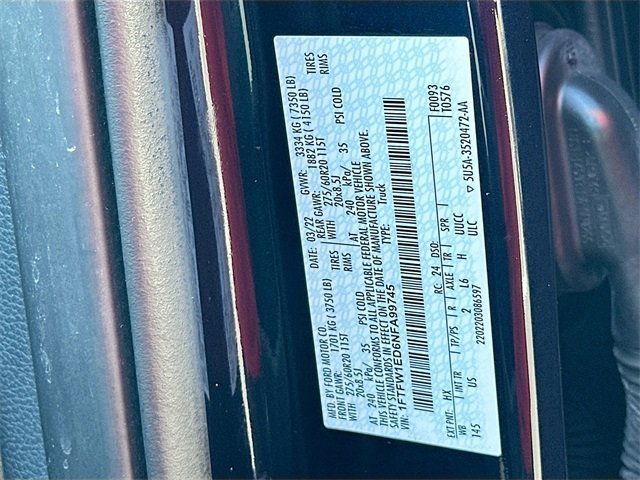 MFD. BY FORD MOTOR CO. DATE: 03/22 GVWR: 3334 KG ( 7350 LB)
FRONT GAWR: 1701 KG ( 3750 LB) REAR GAWR: 1882 KG ( 4150 LB)
WITH 275/60R20 115T TIRES WITH 275/60R20 115T TIRES
20x8.5J RIMS 20x8.5J RIMS
AT 240 kPa/ 35 PSI COLD AT 240 kPa/ 35 PSI COLD
THIS VEHICLE CONFORMS TO ALL APPLICABLE FEDERAL MOTOR VEHICLE
SAFETY STANDARDS IN EFFECT ON THE DATE OF MANUFACTURE SHOWN ABOVE.
VIN: 1FTFW1ED6NFA99745 TYPE: Truck
F0093
T0576
EXT PNT: HX RC: 24 DSO:
WB INT TR TP/PS R AXLE TR SPR
145 US 2 L6 H UUCC
2202203086597 ULC
▽ 5U5A-3520472-AA